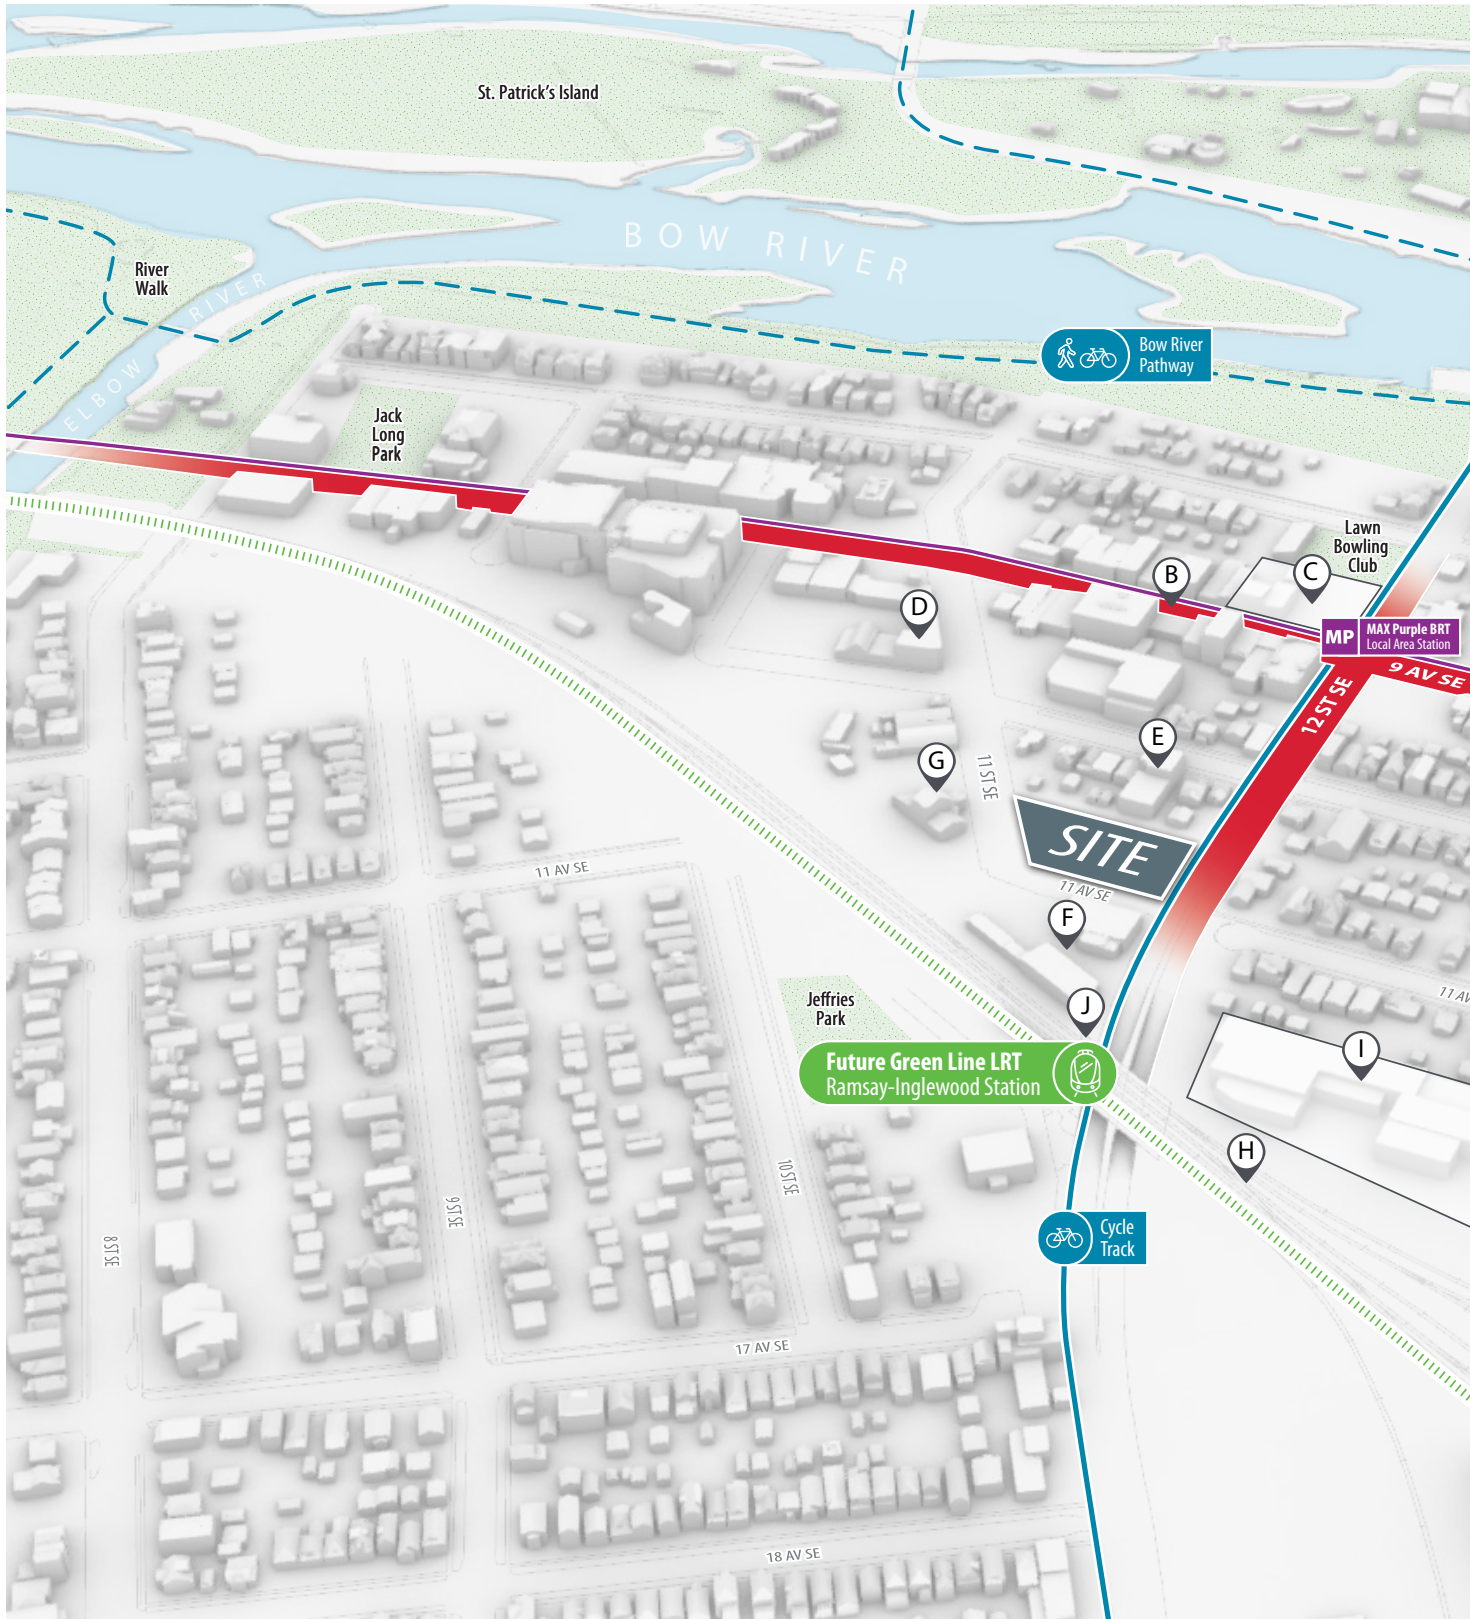 St. Patrick's Island
BOW RIVER
River
Walk
ELBOW RIVER
Bow River
Pathway
Jack
Long
Park
Lawn
Bowling
Club
B
C
D
MP
MAX Purple BRT
Local Area Station
9 AV SE
12 ST SE
E
G
11 ST SE
SITE
11 AV SE
11 AV SE
F
Jeffries
Park
J
11 AV
I
Future Green Line LRT
Ramsay-Inglewood Station
H
10 ST SE
9 ST SE
8 ST SE
Cycle
Track
17 AV SE
18 AV SE